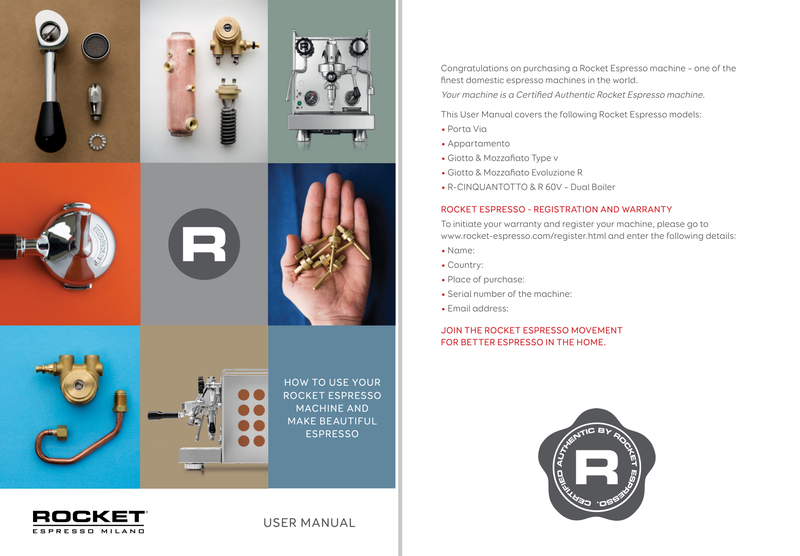 R
HOW TO USE YOUR
ROCKET ESPRESSO
MACHINE AND
MAKE BEAUTIFUL
ESPRESSO
ROCKET
ESPRESSO MILANO
USER MANUAL
Congratulations on purchasing a Rocket Espresso machine – one of the
finest domestic espresso machines in the world.
Your machine is a Certified Authentic Rocket Espresso machine.
This User Manual covers the following Rocket Espresso models:
• Porta Via
• Appartamento
• Giotto & Mozzafiato Type v
• Giotto & Mozzafiato Evoluzione R
• R-CINQUANTOTTO & R 60V – Dual Boiler
ROCKET ESPRESSO - REGISTRATION AND WARRANTY
To initiate your warranty and register your machine, please go to
www.rocket-espresso.com/register.html and enter the following details:
• Name:
• Country:
• Place of purchase:
• Serial number of the machine:
• Email address:
JOIN THE ROCKET ESPRESSO MOVEMENT
FOR BETTER ESPRESSO IN THE HOME.
CERTIFIED AUTHENTIC BY ROCKET ESPRESSO.
R